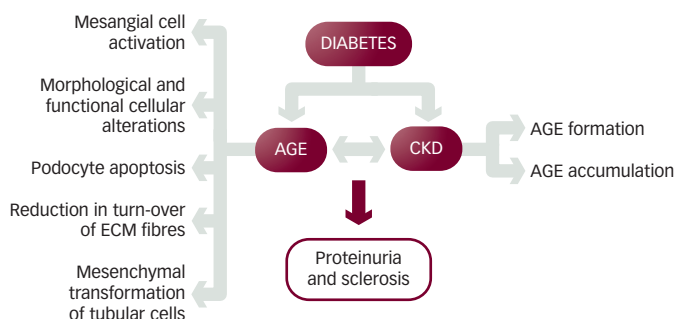 Mesangial cell
activation
Morphological and
functional cellular
alterations
Podocyte apoptosis
Reduction in turn-over
of ECM fibres
Mesenchymal
transformation
of tubular cells
DIABETES
AGE
CKD
AGE formation
AGE accumulation
Proteinuria
and sclerosis